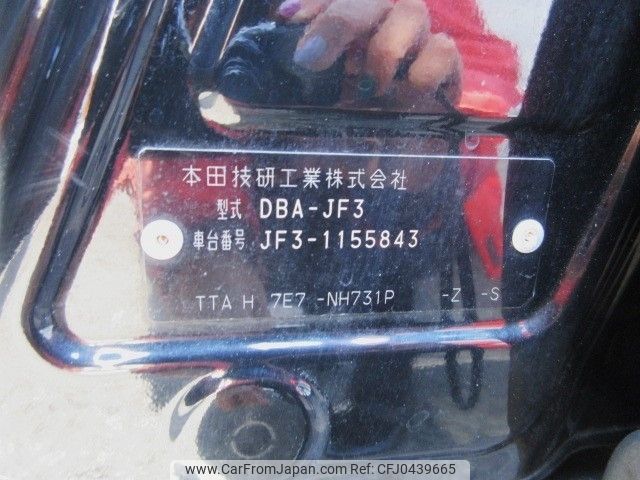 本田技研工業株式会社
型式 DBA-JF3
車台番号 JF3-1155843
TTA H 7E7 -NH731P -Z -S
© CarFromJapan.com (CFJ0439665)